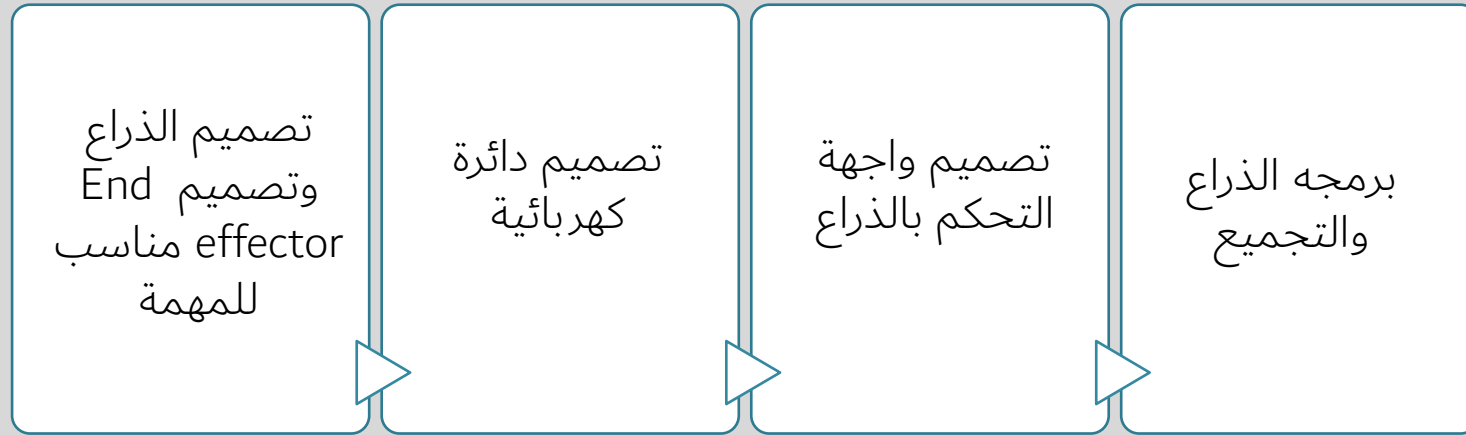 تصميم الذراع
وتصميم End
effector مناسب
للمهمة
تصميم دائرة
كهربائية
تصميم واجهة
التحكم بالذراع
برمجه الذراع
والتجميع